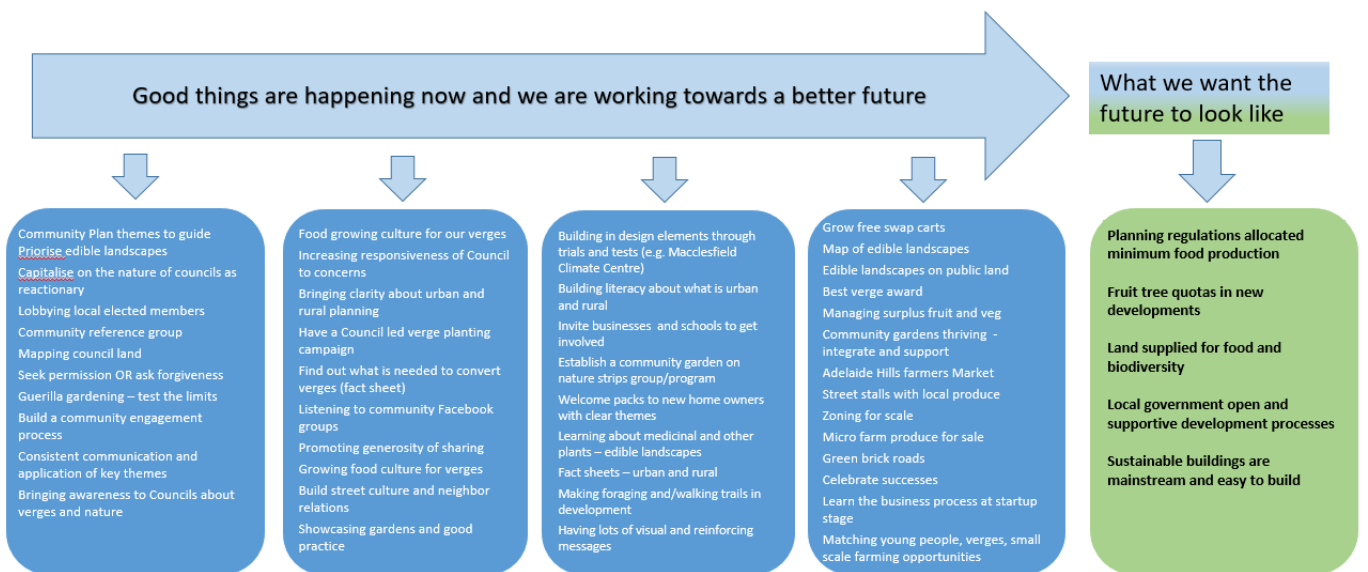 Good things are happening now and we are working towards a better future
What we want the
future to look like
Community Plan themes to guide
Priorise edible landscapes
Capitalise on the nature of councils as
reactionary
Lobbying local elected members
Community reference group
Mapping council land
Seek permission OR ask forgiveness
Guerilla gardening – test the limits
Build a community engagement
process
Consistent communication and
application of key themes
Bringing awareness to Councils about
verges and nature
Food growing culture for our verges
Increasing responsiveness of Council
to concerns
Bringing clarity about urban and
rural planning
Have a Council led verge planting
campaign
Find out what is needed to convert
verges (fact sheet)
Listening to community Facebook
groups
Promoting generosity of sharing
Growing food culture for verges
Build street culture and neighbor
relations
Showcasing gardens and good
practice
Building in design elements through
trials and tests (e.g. Macclesfield
Climate Centre)
Building literacy about what is urban
and rural
Invite businesses and schools to get
involved
Establish a community garden on
nature strips group/program
Welcome packs to new home owners
with clear themes
Learning about medicinal and other
plants – edible landscapes
Fact sheets – urban and rural
Making foraging and/walking trails in
development
Having lots of visual and reinforcing
messages
Grow free swap carts
Map of edible landscapes
Edible landscapes on public land
Best verge award
Managing surplus fruit and veg
Community gardens thriving -
integrate and support
Adelaide Hills farmers Market
Street stalls with local produce
Zoning for scale
Micro farm produce for sale
Green brick roads
Celebrate successes
Learn the business process at startup
stage
Matching young people, verges, small
scale farming opportunities
Planning regulations allocated
minimum food production
Fruit tree quotas in new
developments
Land supplied for food and
biodiversity
Local government open and
supportive development processes
Sustainable buildings are
mainstream and easy to build